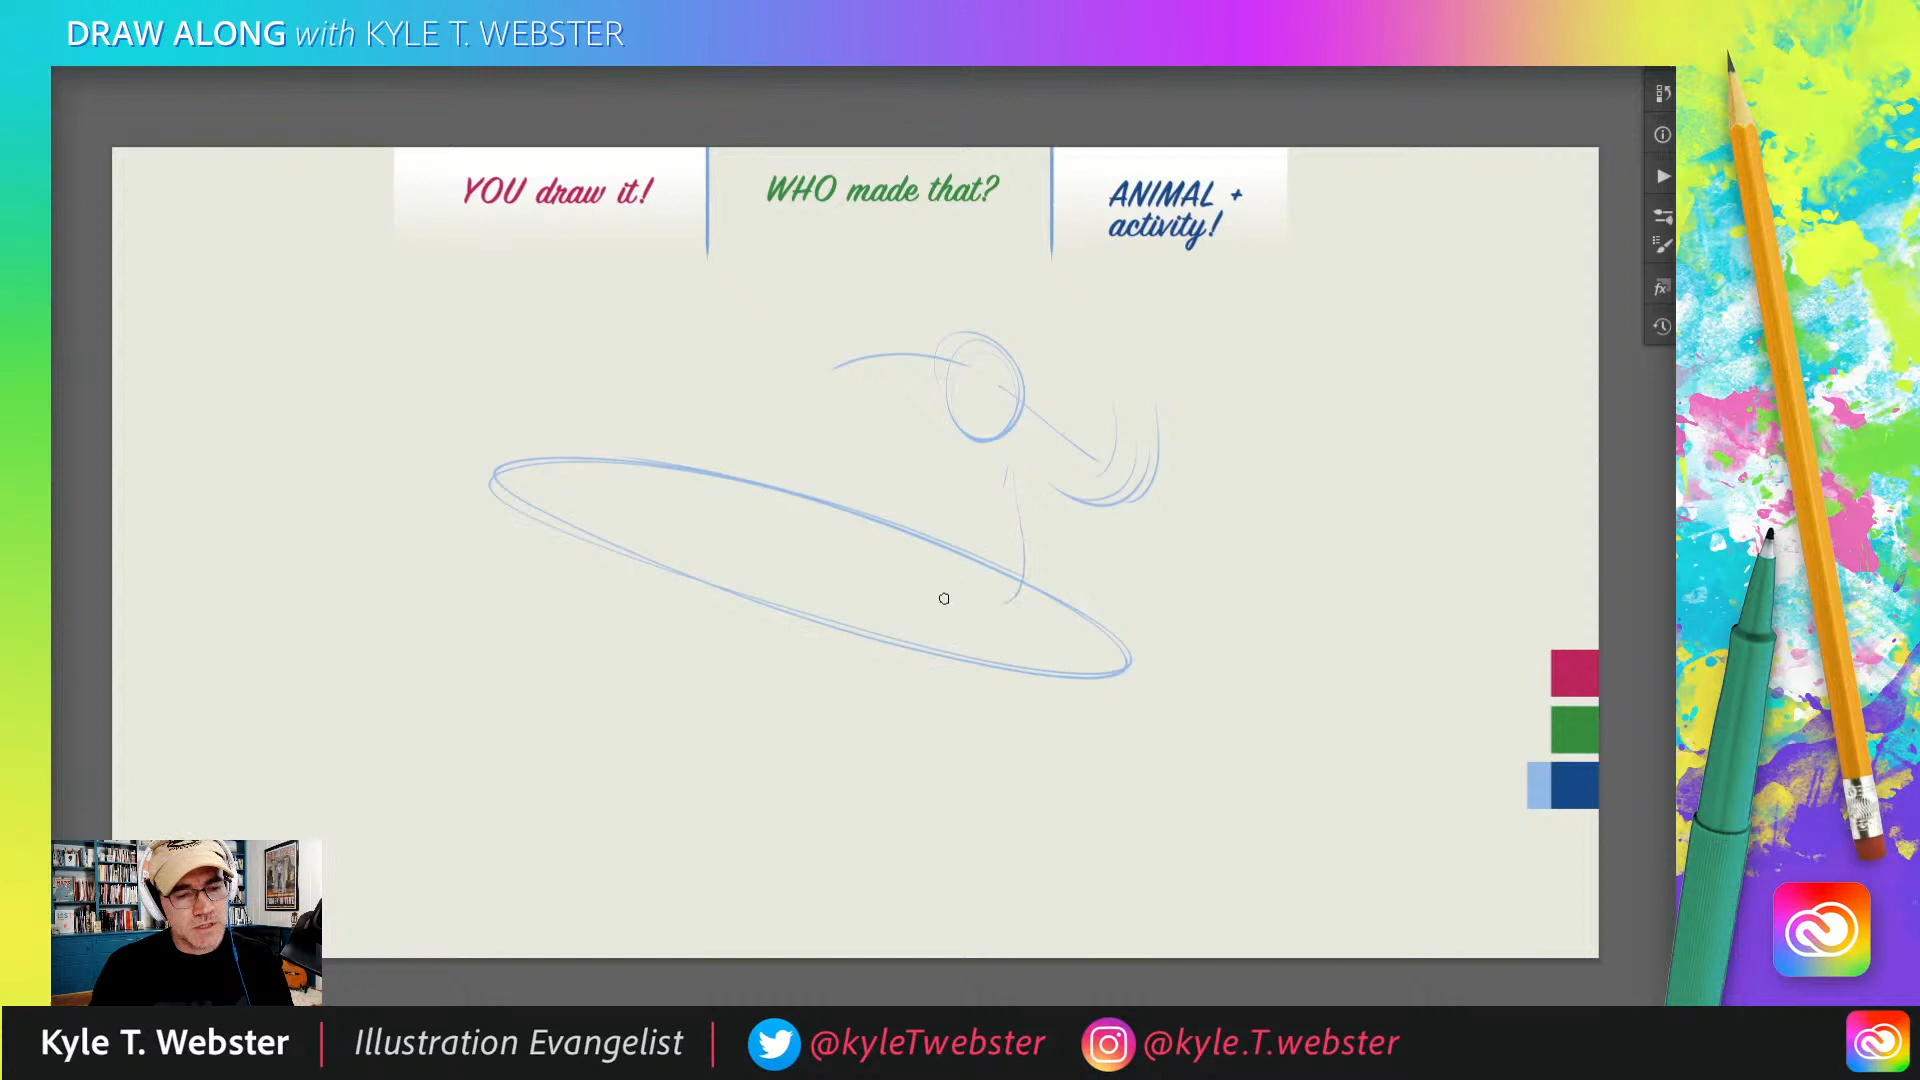 DRAW ALONG with KYLE T. WEBSTER
YOU draw it!
WHO made that?
ANIMAL +
activity!
fx
Kyle T. Webster | Illustration Evangelist | @kyleTwebster @kyle.T.webster